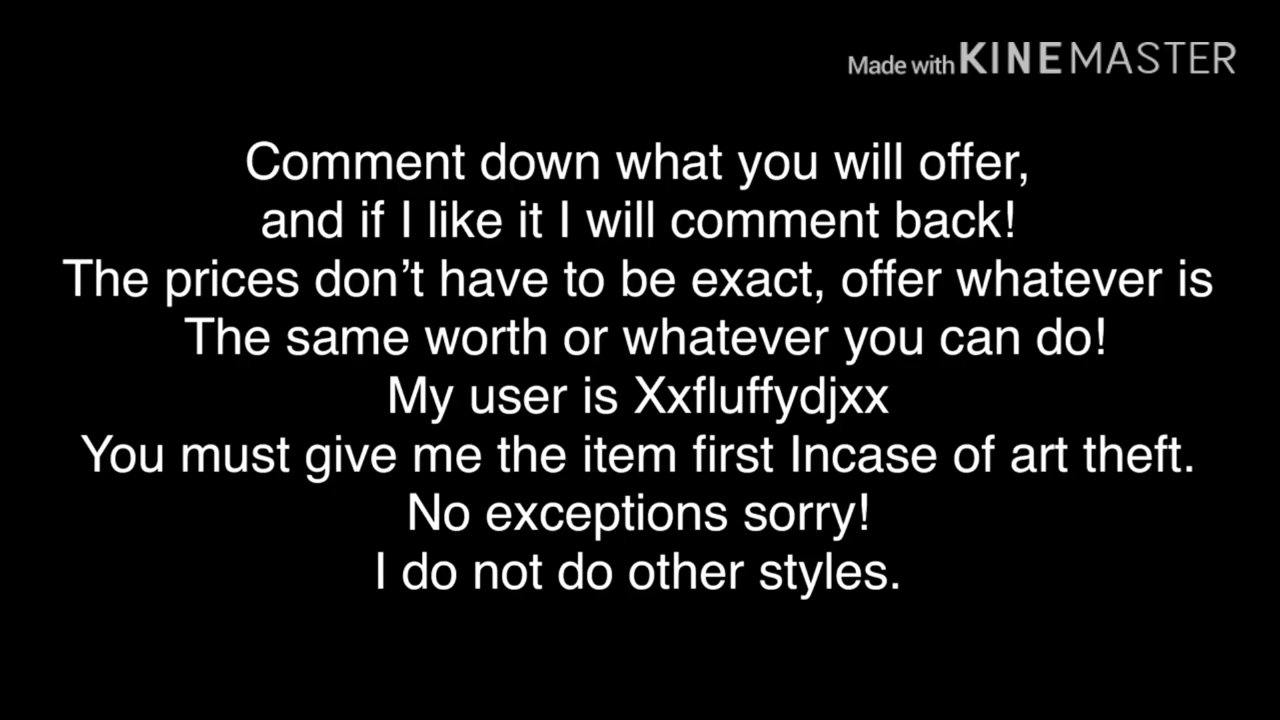 Made with KINEMASTER
Comment down what you will offer,
and if I like it I will comment back!
The prices don’t have to be exact, offer whatever is
The same worth or whatever you can do!
My user is Xxfluffydjxx
You must give me the item first Incase of art theft.
No exceptions sorry!
I do not do other styles.